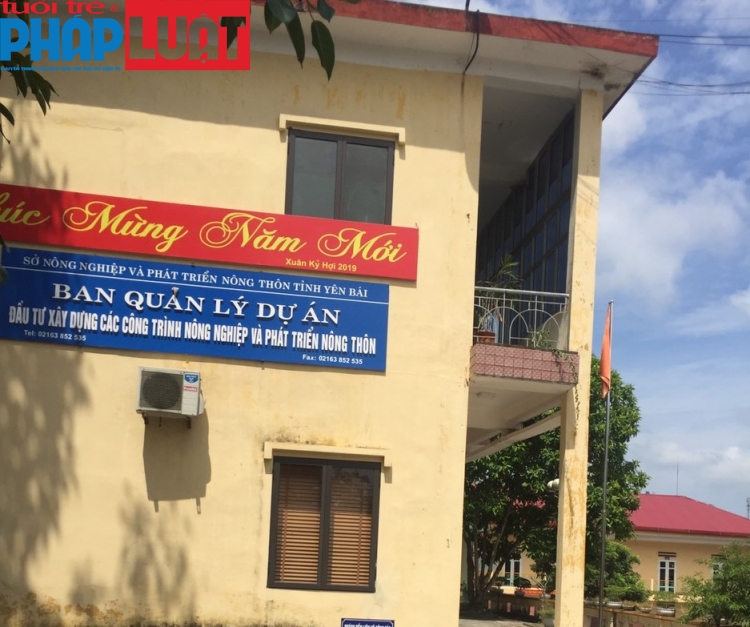 tuổi trẻ &
PHÁP LUẬT
húc Mừng Năm Mới
Xuân Kỷ Hợi 2019
SỞ NÔNG NGHIỆP VÀ PHÁT TRIỂN NÔNG THÔN TỈNH YÊN BÁI
BAN QUẢN LÝ DỰ ÁN
ĐẦU TƯ XÂY DỰNG CÁC CÔNG TRÌNH NÔNG NGHIỆP VÀ PHÁT TRIỂN NÔNG THÔN
Tel: 02163 852 535
Fax: 02163 852 535